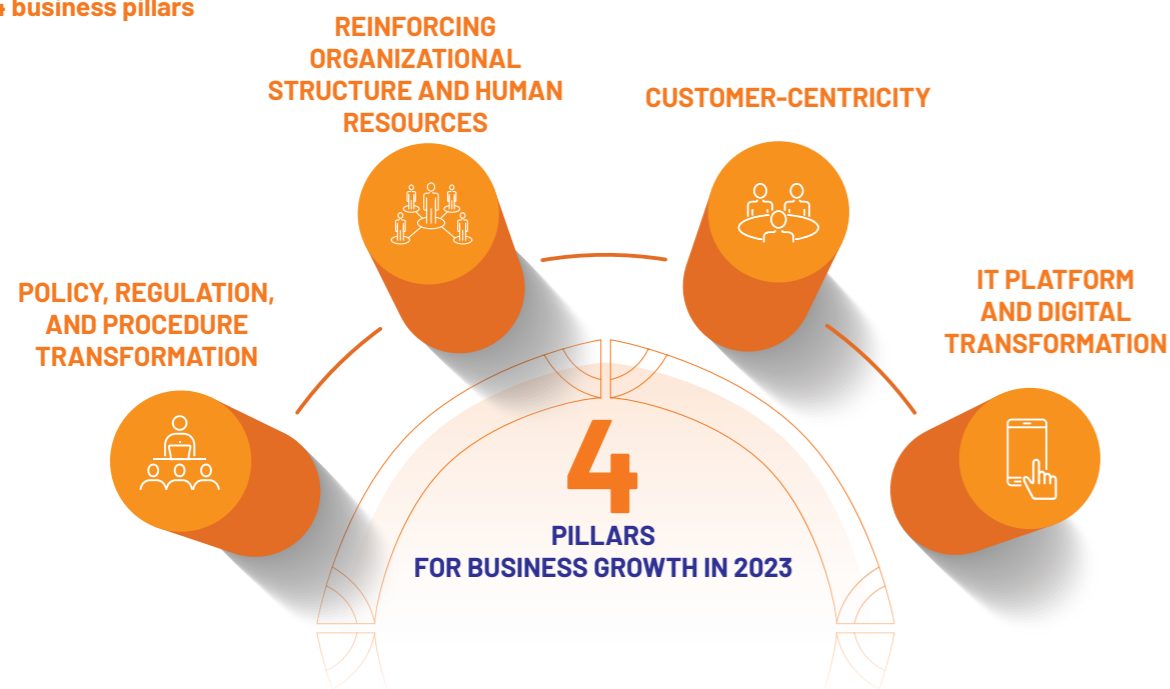 4 business pillars
REINFORCING
ORGANIZATIONAL
STRUCTURE AND HUMAN
RESOURCES
CUSTOMER-CENTRICITY
POLICY, REGULATION,
AND PROCEDURE
TRANSFORMATION
IT PLATFORM
AND DIGITAL
TRANSFORMATION
4
PILLARS
FOR BUSINESS GROWTH IN 2023